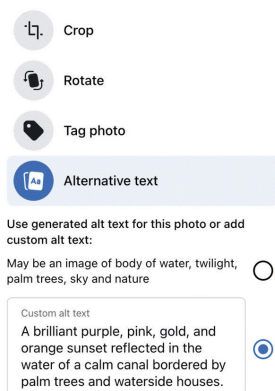 Crop
Rotate
Tag photo
Aa
Alternative text
Use generated alt text for this photo or add
custom alt text:
May be an image of body of water, twilight,
palm trees, sky and nature
Custom alt text
A brilliant purple, pink, gold, and
orange sunset reflected in the
water of a calm canal bordered by
palm trees and waterside houses.